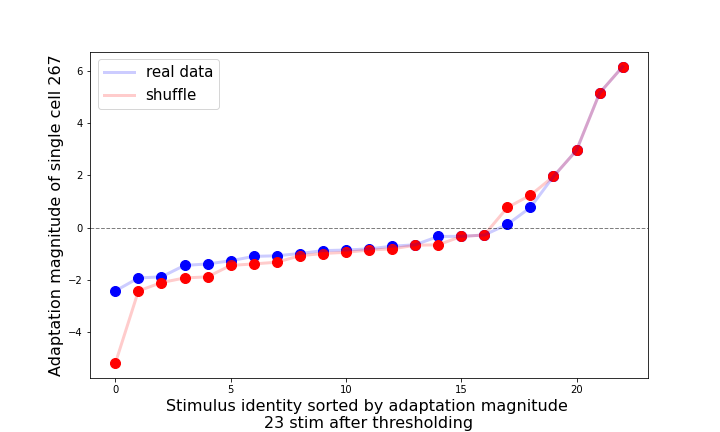 real data
shuffle
Adaptation magnitude of single cell 267
6
4
2
0
−2
−4
0 5 10 15 20
Stimulus identity sorted by adaptation magnitude
23 stim after thresholding